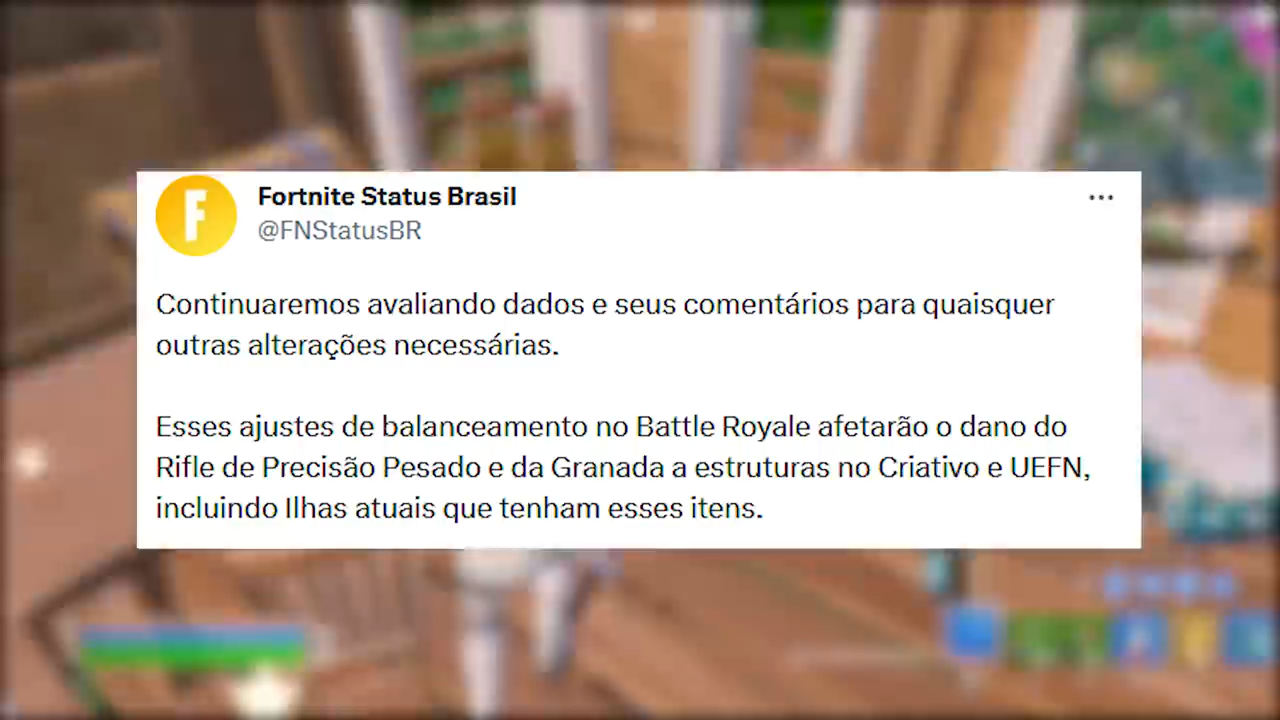 F
Fortnite Status Brasil
...
@FNStatusBR
Continuaremos avaliando dados e seus comentários para quaisquer
outras alterações necessárias.
Esses ajustes de balanceamento no Battle Royale afetarão o dano do
Rifle de Precisão Pesado e da Granada a estruturas no Criativo e UEFN,
incluindo Ilhas atuais que tenham esses itens.